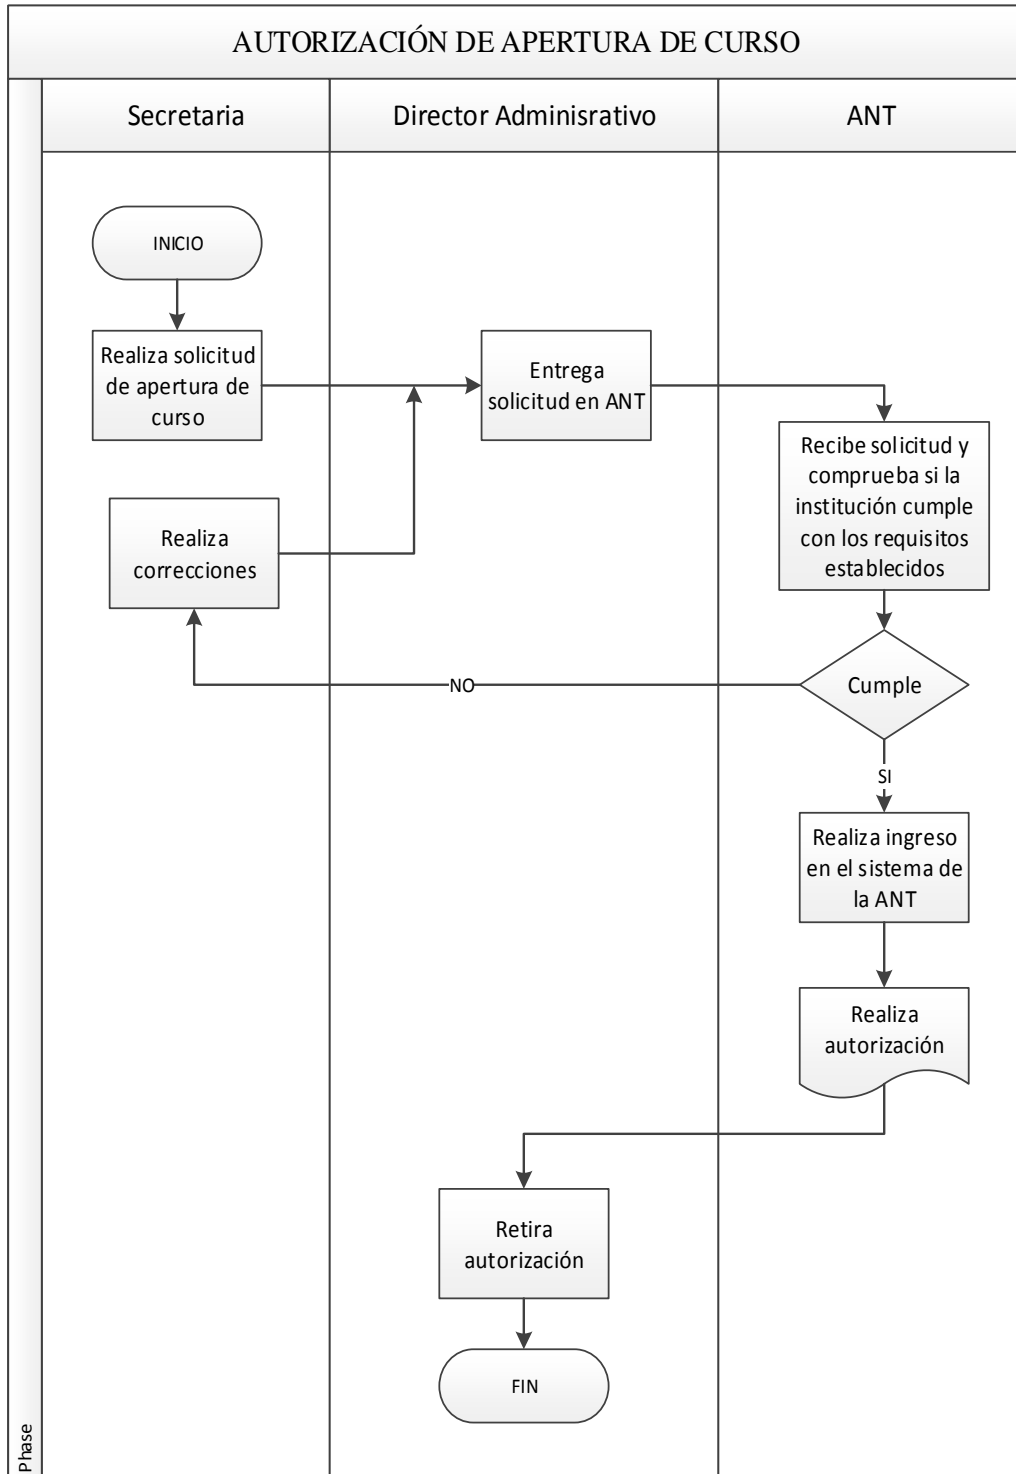 AUTORIZACIÓN DE APERTURA DE CURSO
Secretaria
Director Adminisrativo
ANT
INICIO
Realiza solicitud
de apertura de
curso
Entrega
solicitud en ANT
Recibe solicitud y
comprueba si la
institución cumple
con los requisitos
establecidos
Realiza
correcciones
Cumple
NO
SI
Realiza ingreso
en el sistema de
la ANT
Realiza
autorización
Retira
autorización
FIN
Phase